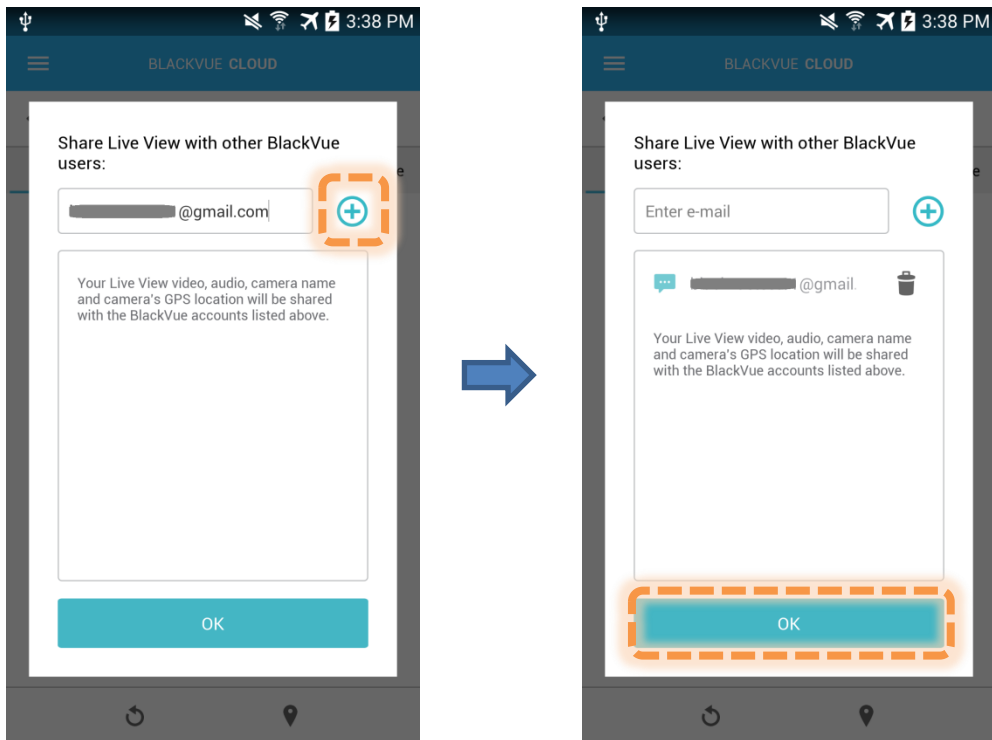 3:38 PM
BLACKVUE CLOUD
Share Live View with other BlackVue
users:
@gmail.com
Your Live View video, audio, camera name
and camera's GPS location will be shared
with the BlackVue accounts listed above.
OK
3:38 PM
BLACKVUE CLOUD
Share Live View with other BlackVue
users:
Enter e-mail
@gmail.
Your Live View video, audio, camera name
and camera's GPS location will be shared
with the BlackVue accounts listed above.
OK